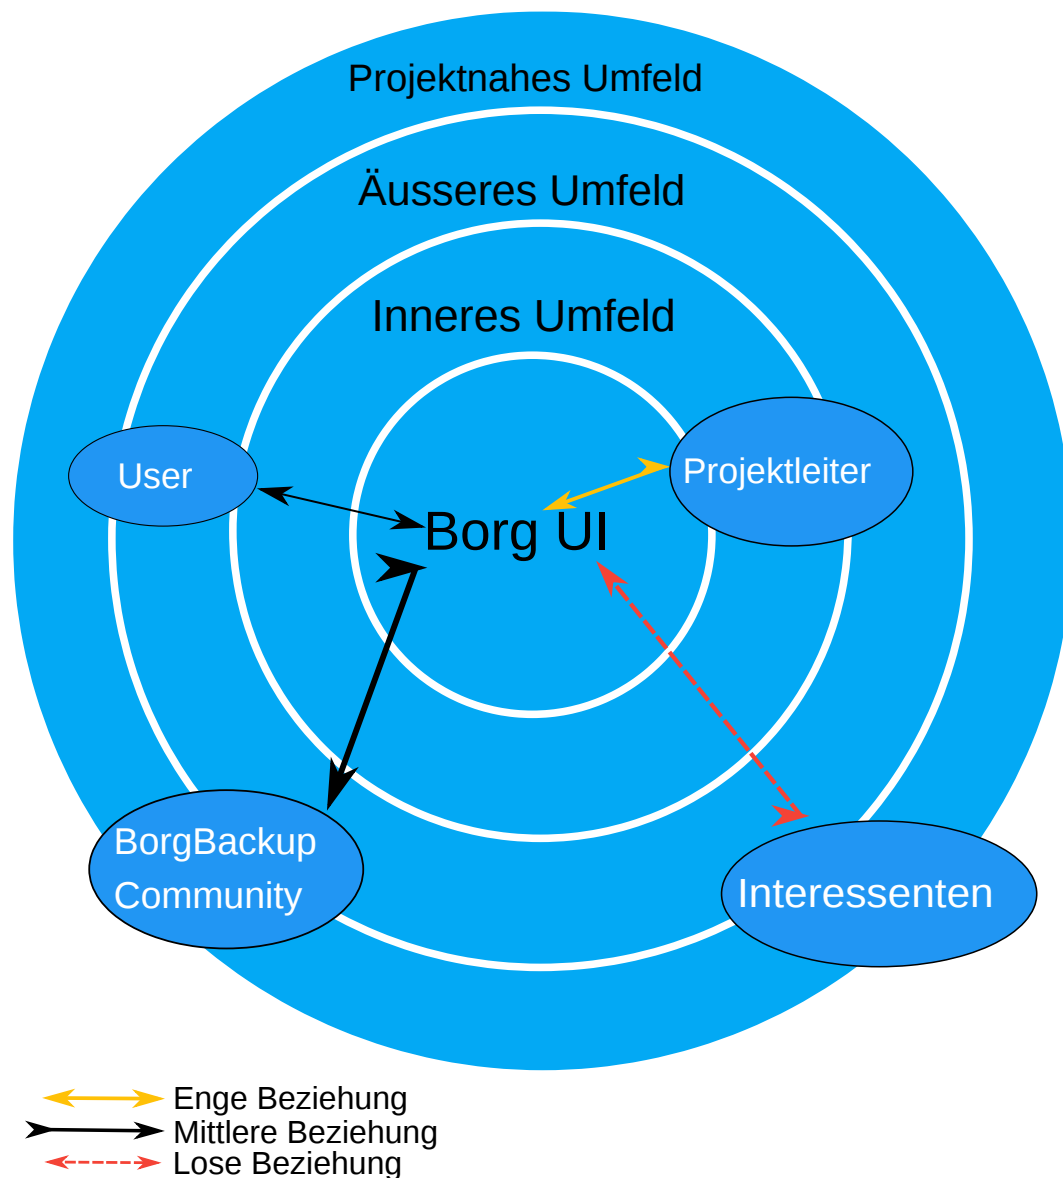 Projektnahes Umfeld
Äusseres Umfeld
Inneres Umfeld
User
Projektleiter
Borg UI
BorgBackup
Community
Interessenten
Enge Beziehung
Mittlere Beziehung
Lose Beziehung